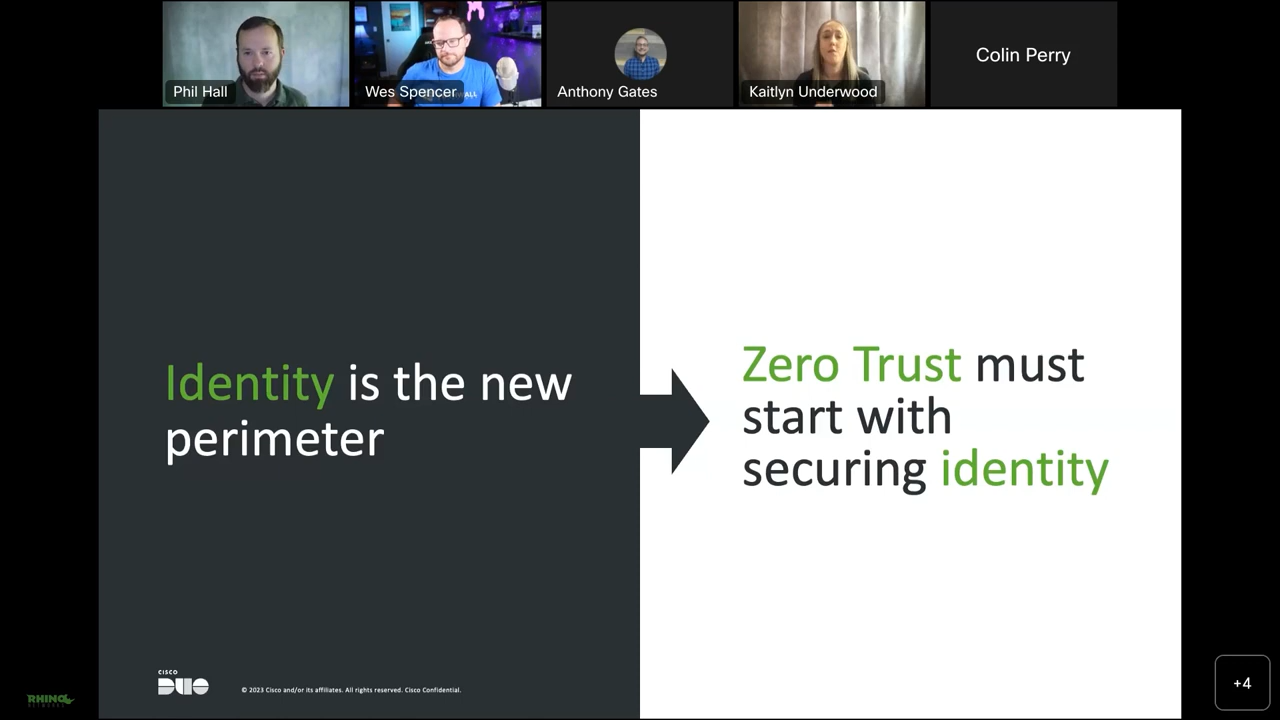 Phil Hall
Wes Spencer
Anthony Gates
Kaitlyn Underwood
Colin Perry
Identity is the new
perimeter
Zero Trust must
start with
securing identity
CISCO
DUO
© 2023 Cisco and/or its affiliates. All rights reserved. Cisco Confidential.
RHINO
NETWORKS
+4